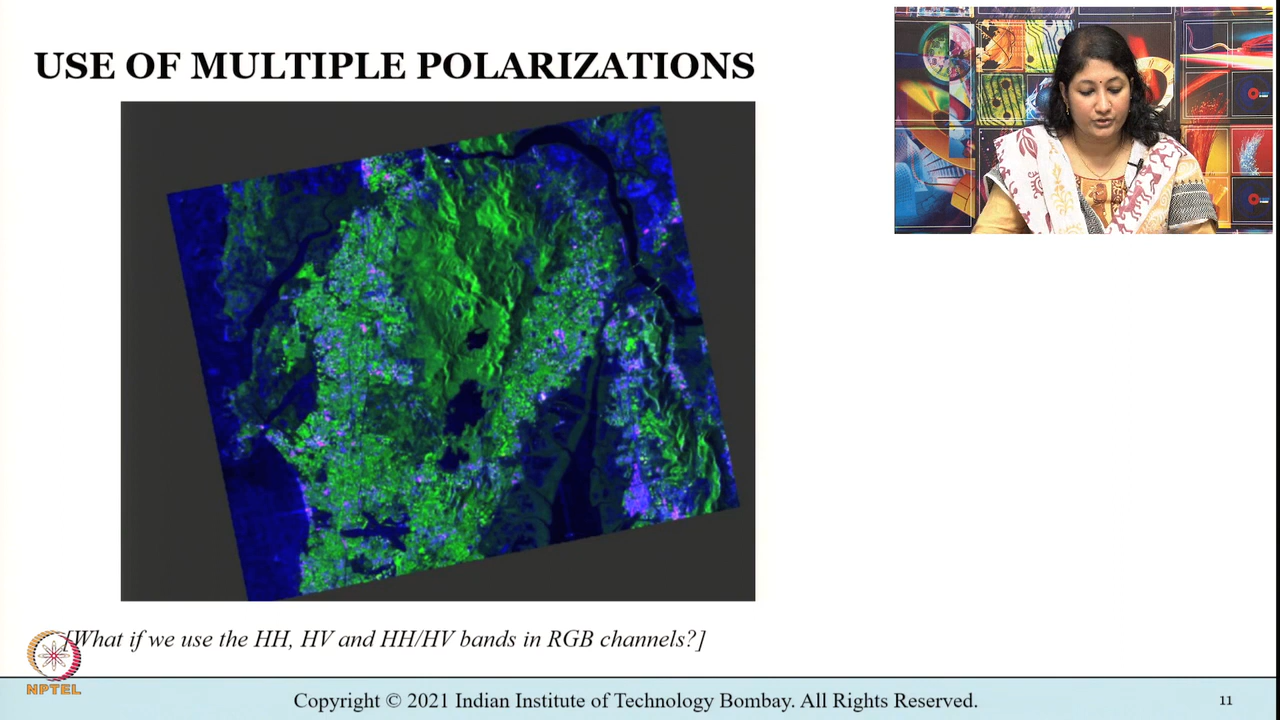 USE OF MULTIPLE POLARIZATIONS
[What if we use the HH, HV and HH/HV bands in RGB channels?]
NPTEL
Copyright © 2021 Indian Institute of Technology Bombay. All Rights Reserved.
11